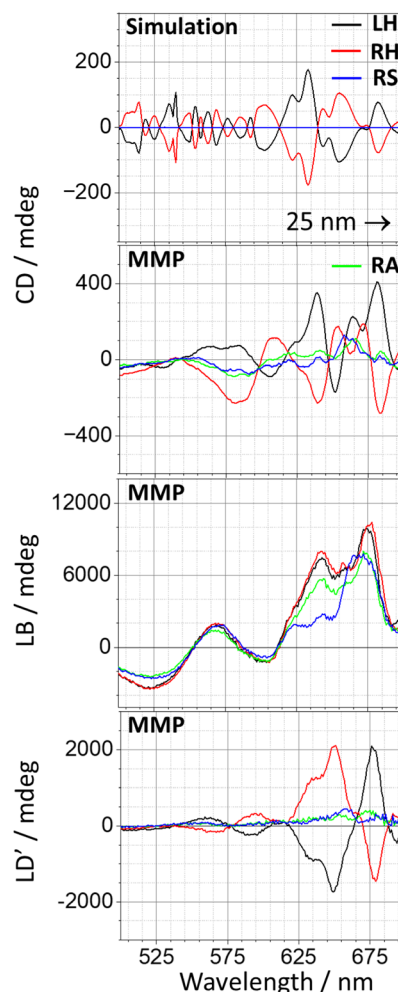 Simulation
LH
RH
RS
200
0
−200
25 nm →
CD / mdeg
MMP
RA
400
0
−400
MMP
12000
6000
0
LB / mdeg
MMP
2000
0
−2000
LD’ / mdeg
525 575 625 675
Wavelength / nm